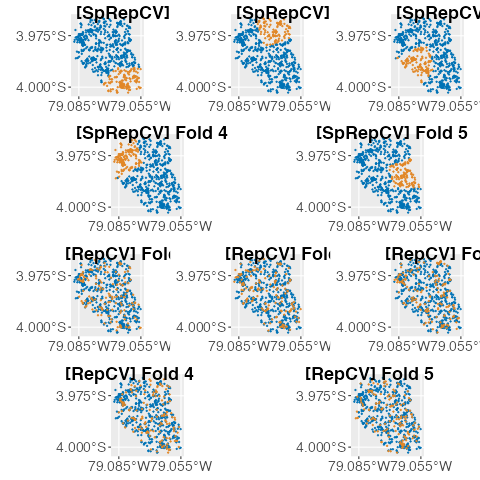 [SpRepCV] [SpRepCV] [SpRepCV
3.975°S 3.975°S 3.975°S
4.000°S 4.000°S 4.000°S
79.085°W79.055°W 79.085°W79.055°W 79.085°W79.055°W
[SpRepCV] Fold 4 [SpRepCV] Fold 5
3.975°S 3.975°S
4.000°S 4.000°S
79.085°W79.055°W 79.085°W79.055°W
[RepCV] Fol [RepCV] Fol [RepCV] Fo
3.975°S 3.975°S 3.975°S
4.000°S 4.000°S 4.000°S
79.085°W79.055°W 79.085°W79.055°W 79.085°W79.055°W
[RepCV] Fold 4 [RepCV] Fold 5
3.975°S 3.975°S
4.000°S 4.000°S
79.085°W79.055°W 79.085°W79.055°W